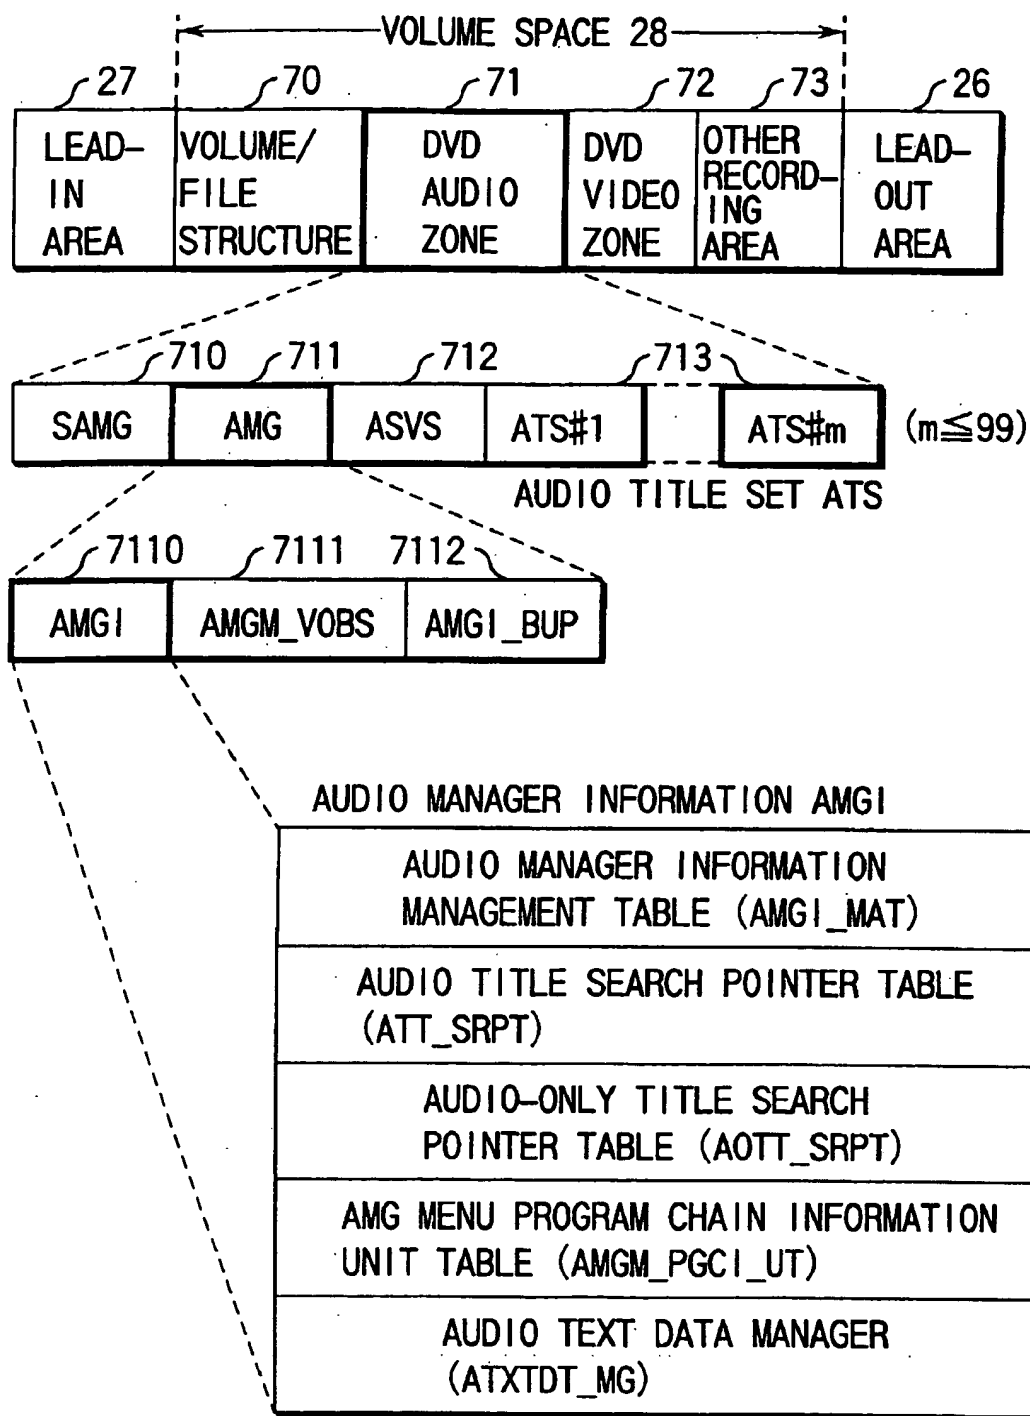 VOLUME SPACE 28
27 70 71 72 73 26
LEAD-
IN
AREA
VOLUME/
FILE
STRUCTURE
DVD
AUDIO
ZONE
DVD
VIDEO
ZONE
OTHER
RECORD-
ING
AREA
LEAD-
OUT
AREA
710 711 712 713
SAMG AMG ASVS ATS#1 ATS#m (m≦99)
AUDIO TITLE SET ATS
7110 7111 7112
AMGI AMGM_VOBS AMGI_BUP
AUDIO MANAGER INFORMATION AMGI
AUDIO MANAGER INFORMATION
MANAGEMENT TABLE (AMGI_MAT)
AUDIO TITLE SEARCH POINTER TABLE
(ATT_SRPT)
AUDIO-ONLY TITLE SEARCH
POINTER TABLE (AOTT_SRPT)
AMG MENU PROGRAM CHAIN INFORMATION
UNIT TABLE (AMGM_PGCI_UT)
AUDIO TEXT DATA MANAGER
(ATXTDT_MG)